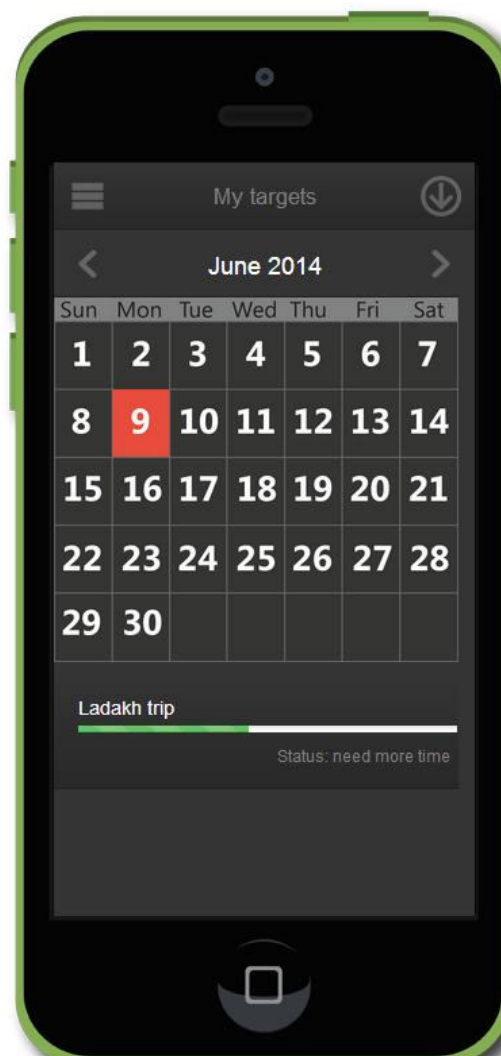 My targets
June 2014
Sun Mon Tue Wed Thu Fri Sat
1 2 3 4 5 6 7
8 9 10 11 12 13 14
15 16 17 18 19 20 21
22 23 24 25 26 27 28
29 30
Ladakh trip
Status: need more time